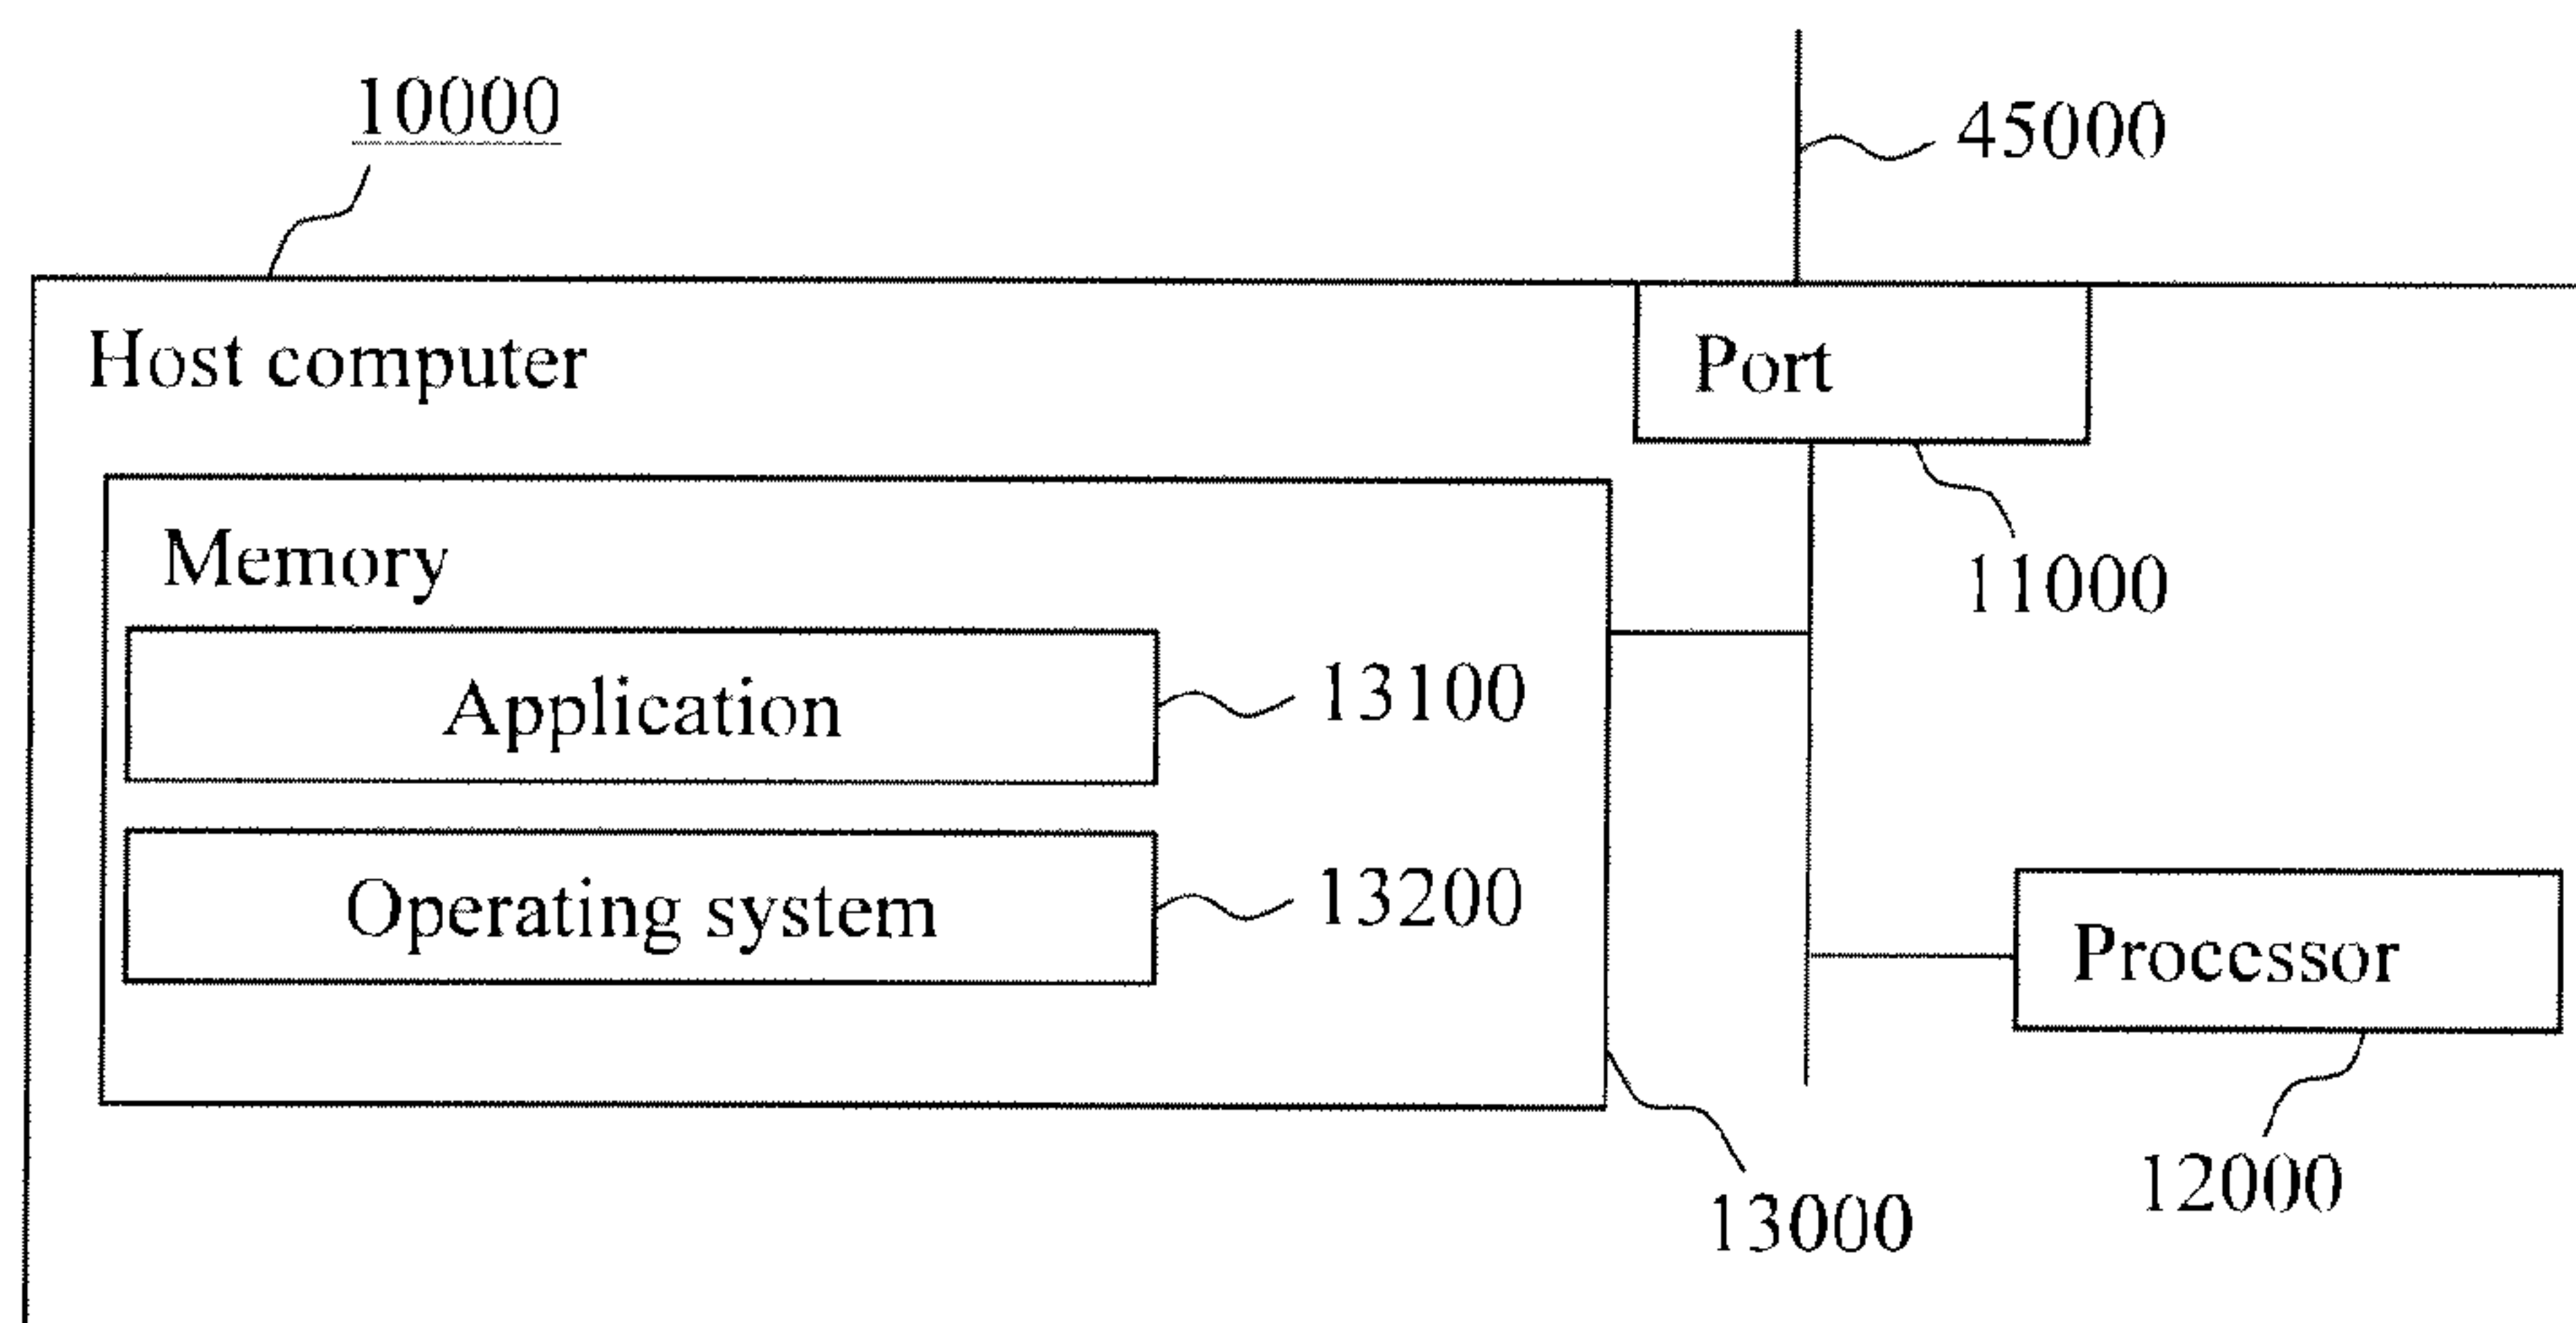 10000
45000
Host computer
Port
Memory
11000
Application
13100
Operating system
13200
Processor
12000
13000